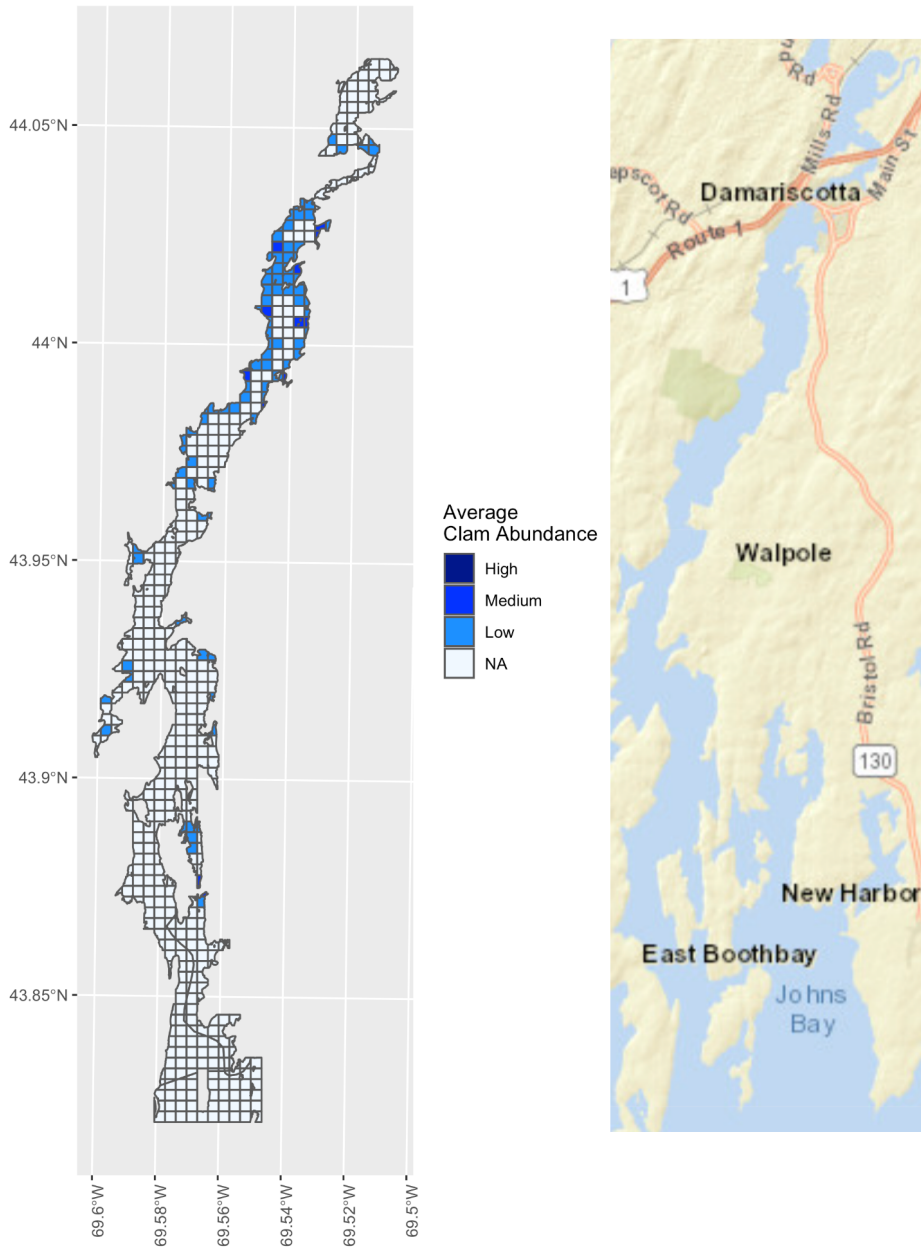 44.05°N
44°N
43.95°N
43.9°N
43.85°N
69.6°W
69.58°W
69.56°W
69.54°W
69.52°W
69.5°W
Average
Clam Abundance
High
Medium
Low
NA
Rd
Mills Rd
Main St
Damariscotta
epscot Rd
Route 1
1
Walpole
Bristol Rd
130
New Harbor
East Boothbay
Johns
Bay